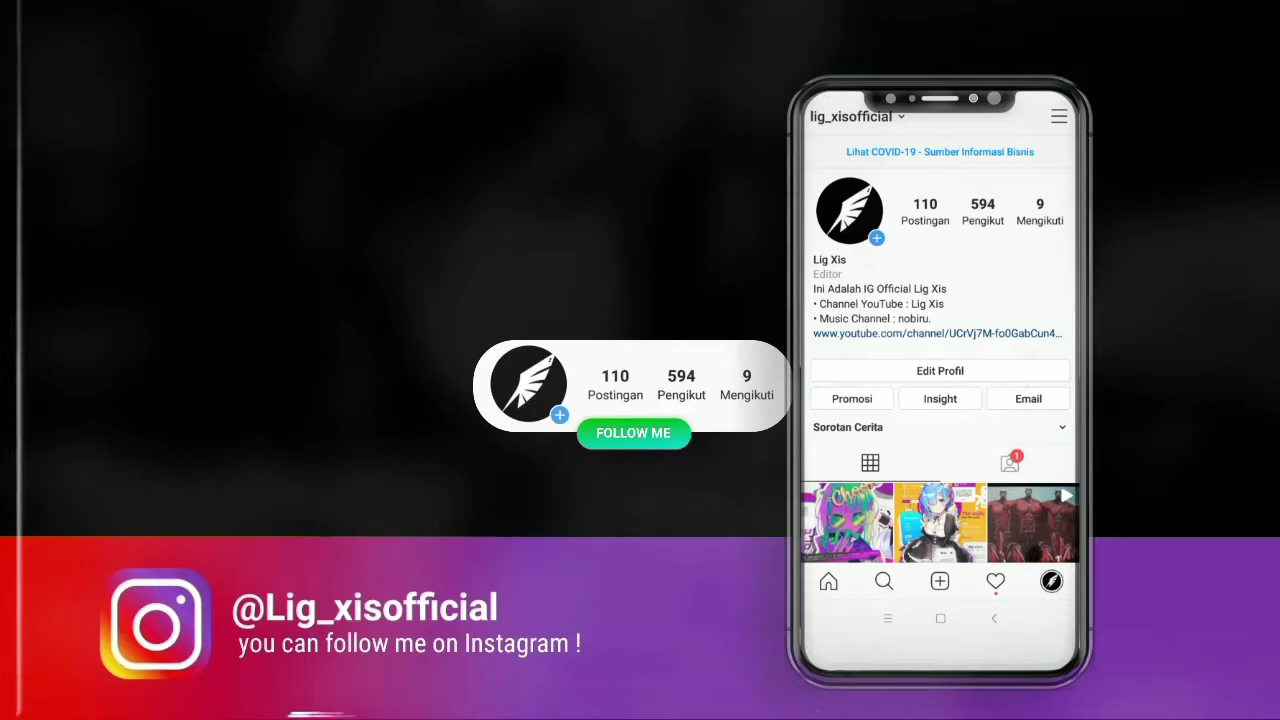 lig_xisofficial
Lihat COVID-19 - Sumber Informasi Bisnis
110 594 9
Postingan Pengikut Mengikuti
Lig Xis
Editor
Ini Adalah IG Official Lig Xis
• Channel YouTube : Lig Xis
• Music Channel : nobiru.
www.youtube.com/channel/UCrVj7M-fo0GabCun4...
Edit Profil
Promosi Insight Email
Sorotan Cerita
1
110 594 9
Postingan Pengikut Mengikuti
FOLLOW ME
@Lig_xisofficial
you can follow me on Instagram !